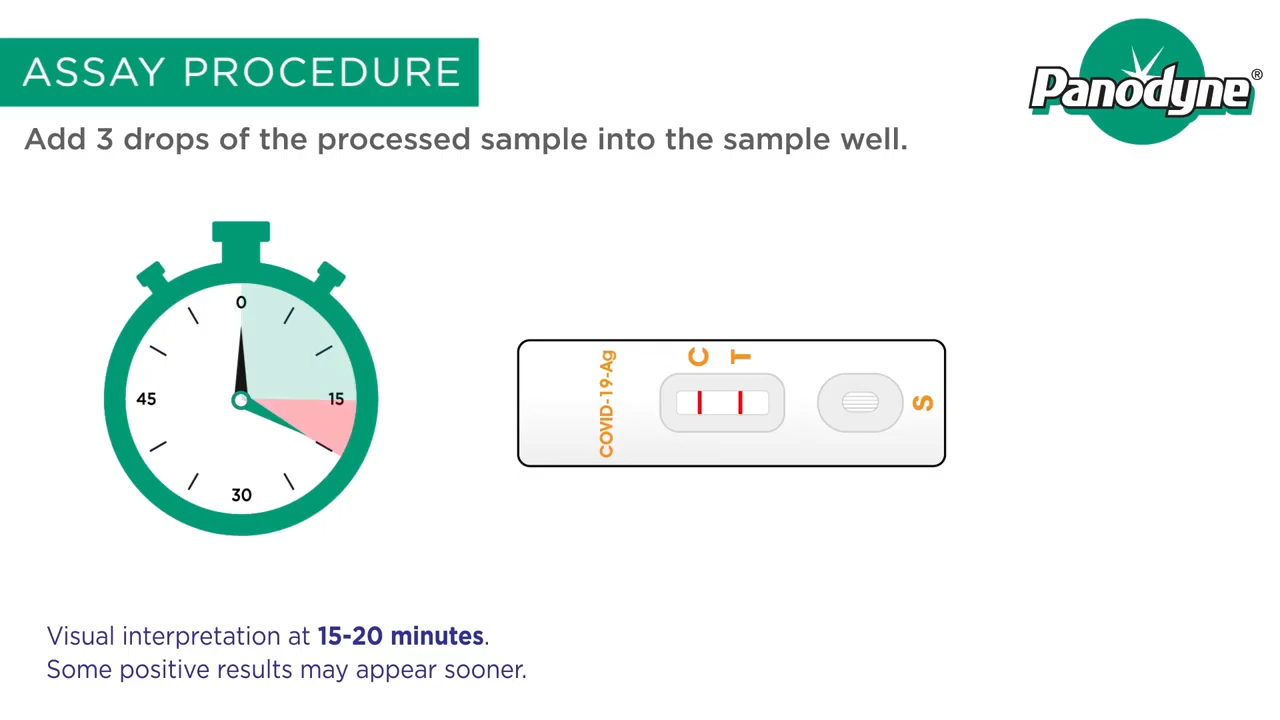 ASSAY PROCEDURE
Panodyne®
Add 3 drops of the processed sample into the sample well.
0
15
30
45
COVID-19-Ag
C
T
S
Visual interpretation at 15-20 minutes.
Some positive results may appear sooner.